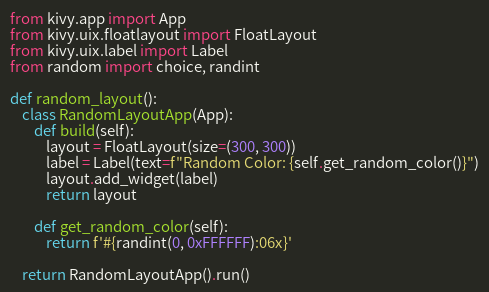 from kivy.app import App
from kivy.uix.floatlayout import FloatLayout
from kivy.uix.label import Label
from random import choice, randint

def random_layout():
    class RandomLayoutApp(App):
        def build(self):
            layout = FloatLayout(size=(300, 300))
            label = Label(text=f"Random Color: {self.get_random_color()}")
            layout.add_widget(label)
            return layout

        def get_random_color(self):
            return f'#{randint(0, 0xFFFFFF):06x}'

    return RandomLayoutApp().run()